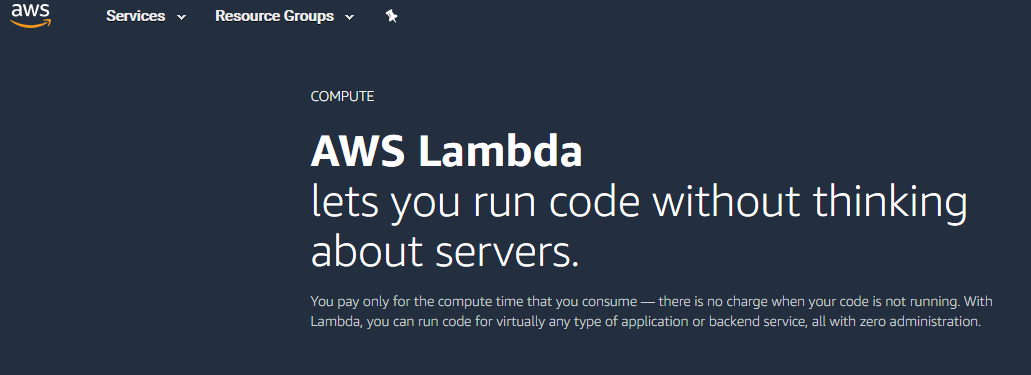 aws Services Resource Groups
COMPUTE
AWS Lambda
lets you run code without thinking
about servers.
You pay only for the compute time that you consume — there is no charge when your code is not running. With
Lambda, you can run code for virtually any type of application or backend service, all with zero administration.